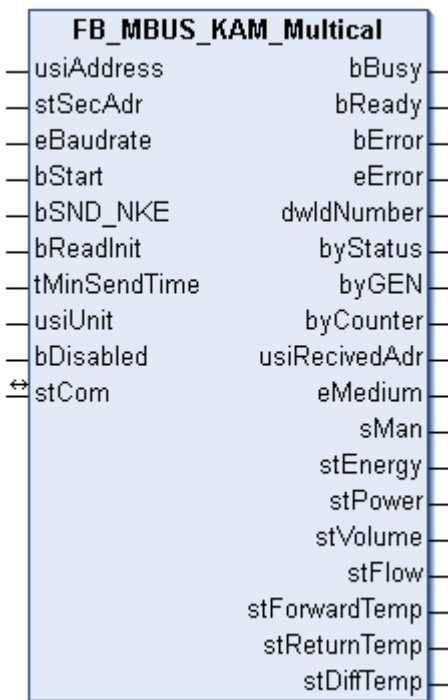 FB_MBUS_KAM_Multical
usiAddress bBusy
stSecAdr bReady
eBaudrate bError
bStart eError
bSND_NKE dwIdNumber
bReadInit byStatus
tMinSendTime byGEN
usiUnit byCounter
bDisabled usiRecivedAdr
stCom eMedium
sMan
stEnergy
stPower
stVolume
stFlow
stForwardTemp
stReturnTemp
stDiffTemp